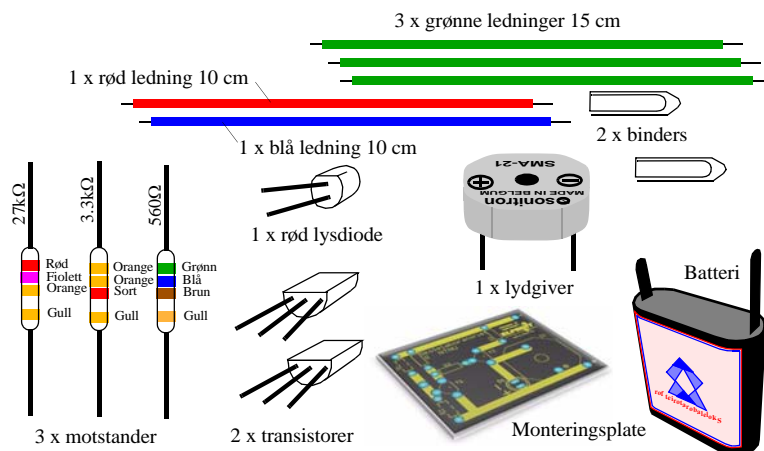 3 x grønne ledninger 15 cm
1 x rød ledning 10 cm
2 x binders
1 x blå ledning 10 cm
SMA-21
sonitron
MADE IN BELGUM
27kΩ
3.3kΩ
560Ω
1 x rød lysdiode
1 x lydgiver
Batteri
Rød
Fiolett
Orange
Gull
Orange
Orange
Sort
Gull
Grønn
Blå
Brun
Gull
3 x motstander
2 x transistorer
Monteringsplate